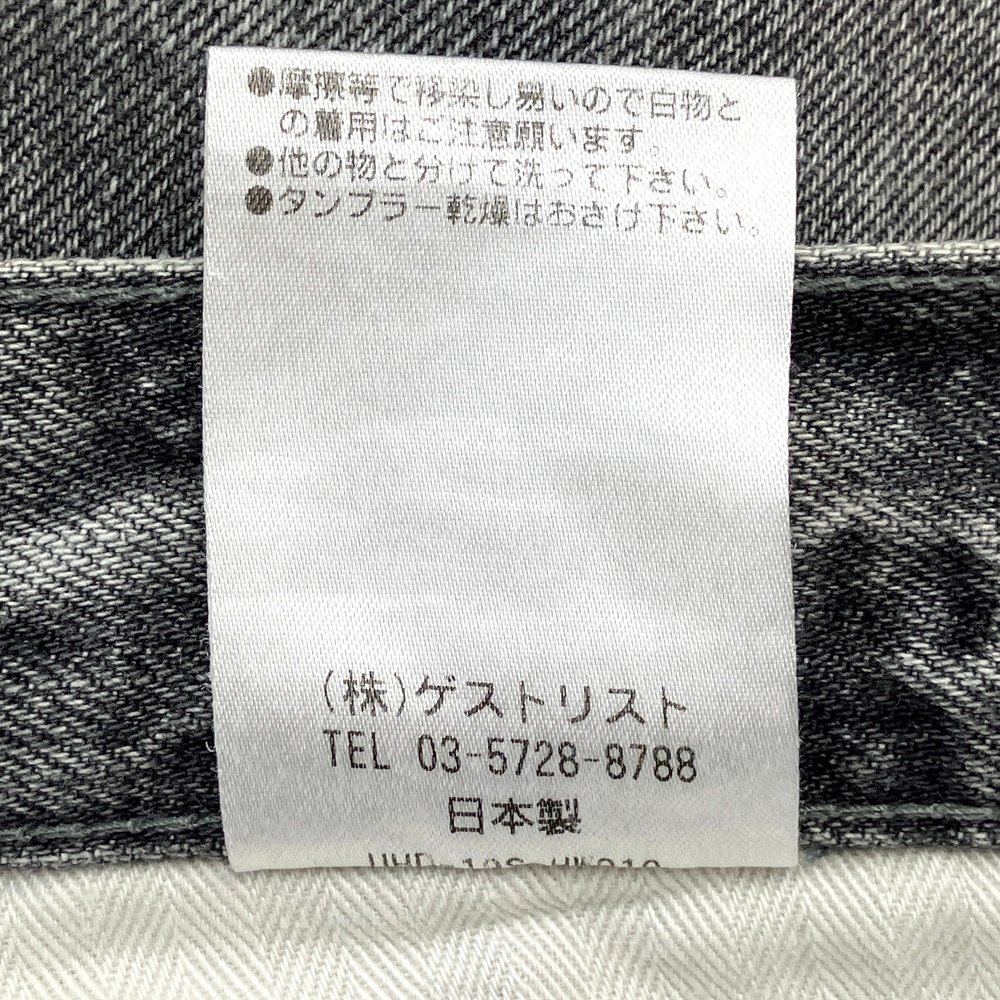 ●摩擦等で移染し易いので白物と
の着用はご注意願います。
●他の物と分けて洗って下さい。
●タンブラー乾燥はおさけ下さい。
(株)ゲストリスト
TEL 03-5728-8788
日本製